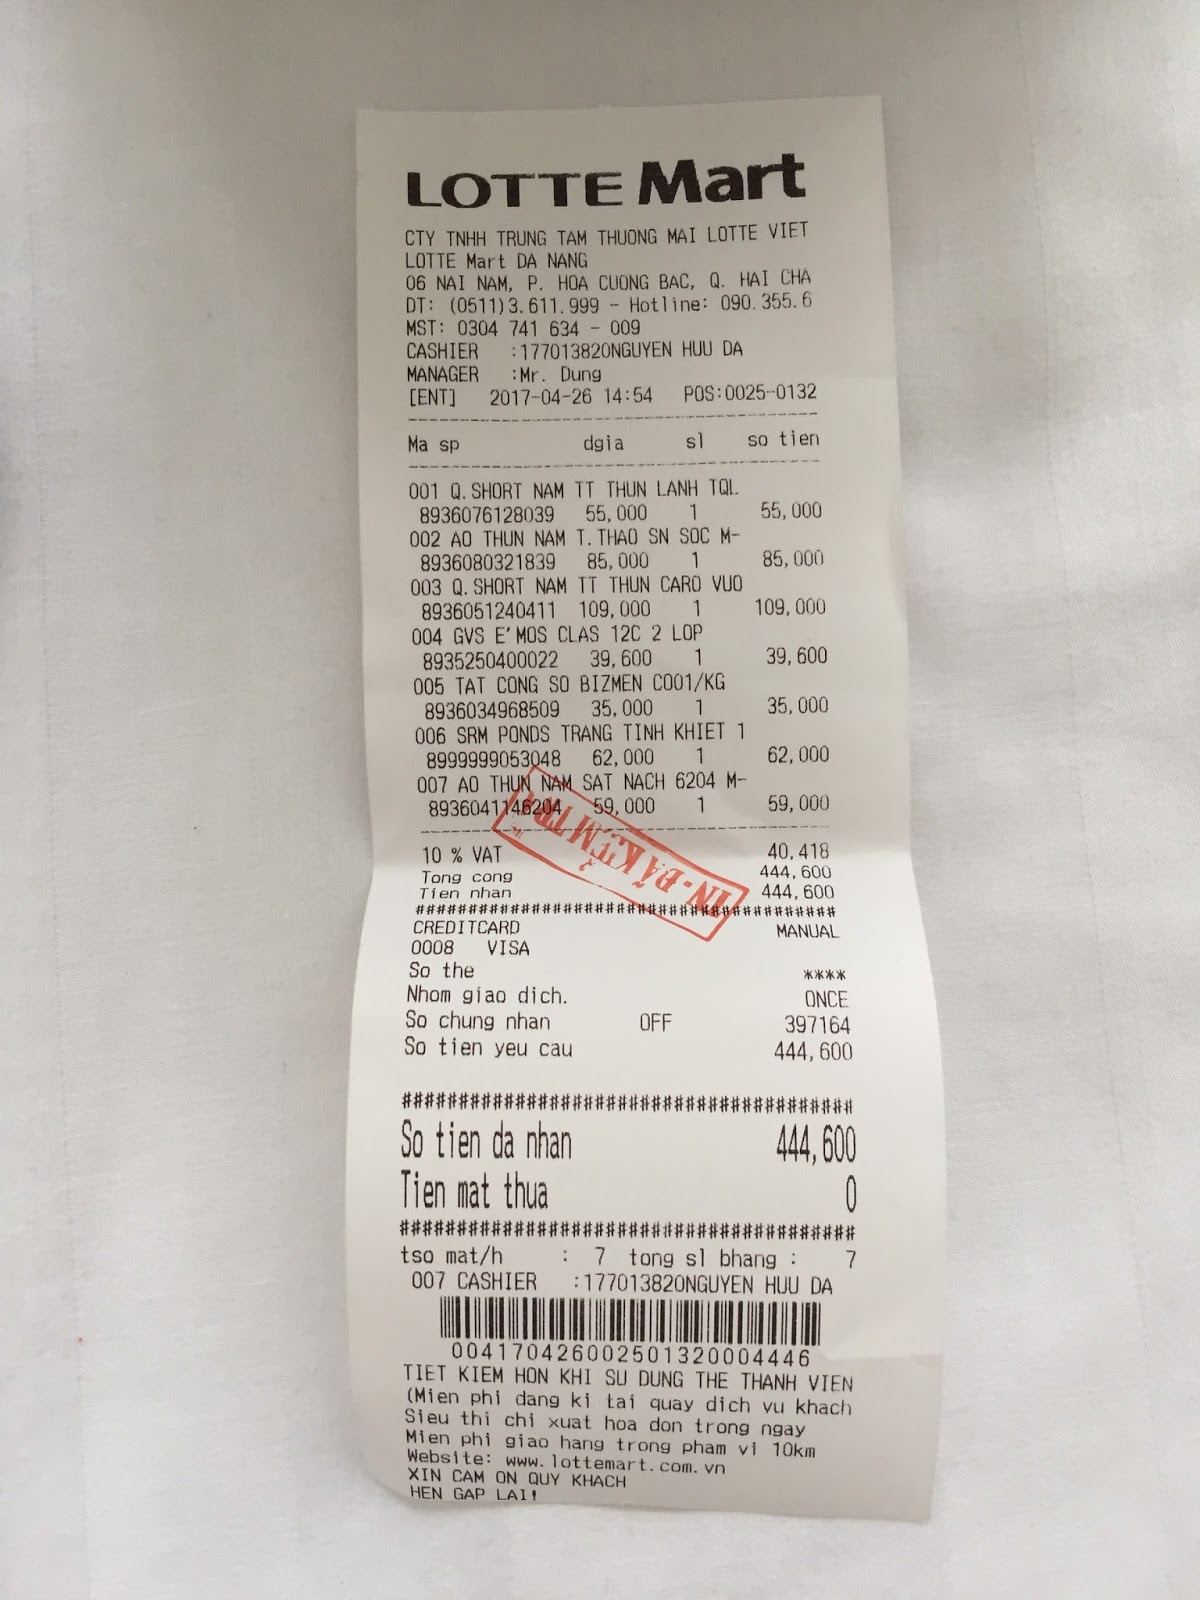 LOTTE Mart
CTY TNHH TRUNG TAM THUONG MAI LOTTE VIET
LOTTE Mart DA NANG
06 NAI NAM, P. HOA CUONG BAC, Q. HAI CHA
DT: (0511)3.611.999 - Hotline: 090.355.6
MST: 0304 741 634 - 009
CASHIER :177013820NGUYEN HUU DA
MANAGER :Mr. Dung
[ENT] 2017-04-26 14:54 POS:0025-0132
Ma sp dgia sl so tien
001 Q.SHORT NAM TT THUN LANH TQL
8936076128039 55,000 1 55,000
002 AO THUN NAM T.THAO SN SOC M-
8936080321839 85,000 1 85,000
003 Q.SHORT NAM TT THUN CARO VUO
8936051240411 109,000 1 109,000
004 GVS E'MOS CLAS 12C 2 LOP
8935250400022 39,600 1 39,600
005 TAT CONG SO BIZMEN C001/KG
8936034968509 35,000 1 35,000
006 SRM PONDS TRANG TINH KHIET 1
8999999053048 62,000 1 62,000
007 AO THUN NAM SAT NACH 6204 M-
8936041146204 59,000 1 59,000
10 % VAT 40,418
Tong cong 444,600
Tien nhan 444,600
########################################
CREDITCARD MANUAL
0008 VISA
So the ****
Nhom giao dich. ONCE
So chung nhan OFF 397164
So tien yeu cau 444,600
########################################
So tien da nhan 444,600
Tien mat thua 0
########################################
tso mat/h : 7 tong sl bhang : 7
007 CASHIER :177013820NGUYEN HUU DA
004170426002501320004446
TIET KIEM HON KHI SU DUNG THE THANH VIEN
(Mien phi dang ki tai quay dich vu khach
Sieu thi chi xuat hoa don trong ngay
Mien phi giao hang trong pham vi 10km
Website: www.lottemart.com.vn
XIN CAM ON QUY KHACH
HEN GAP LAI!